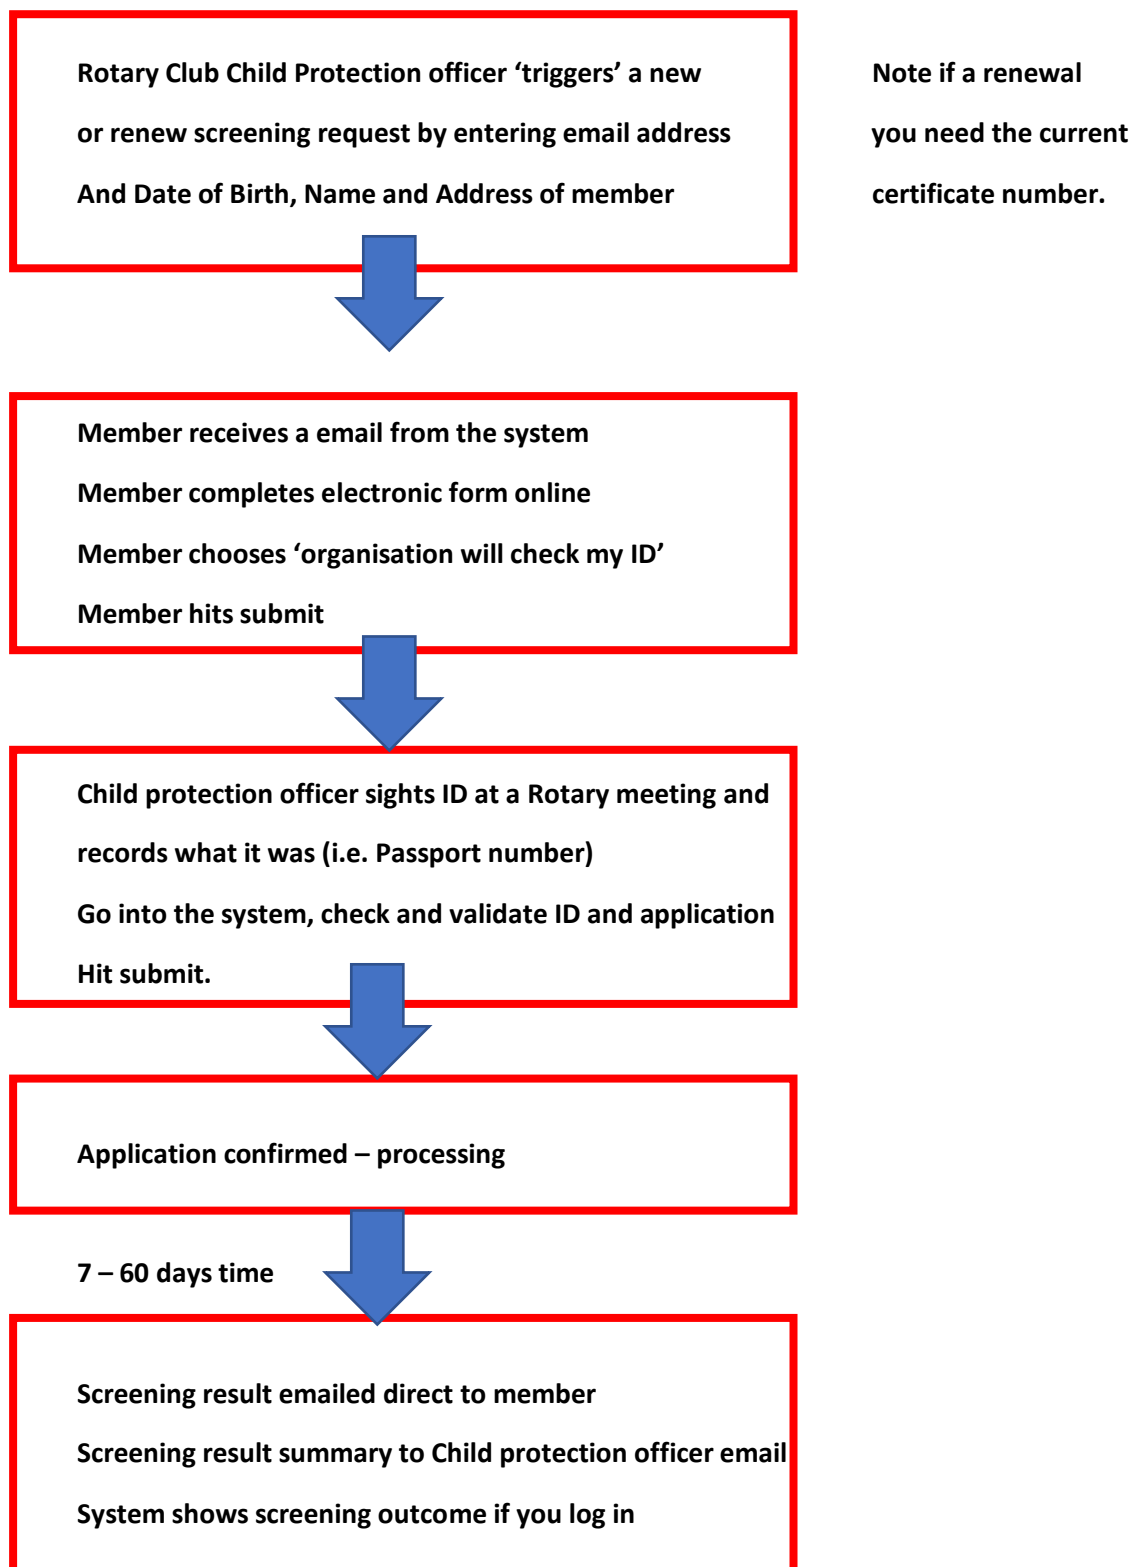 Rotary Club Child Protection officer ‘triggers’ a new
or renew screening request by entering email address
And Date of Birth, Name and Address of member
Note if a renewal
you need the current
certificate number.
Member receives a email from the system
Member completes electronic form online
Member chooses ‘organisation will check my ID’
Member hits submit
Child protection officer sights ID at a Rotary meeting and
records what it was (i.e. Passport number)
Go into the system, check and validate ID and application
Hit submit.
Application confirmed – processing
7 – 60 days time
Screening result emailed direct to member
Screening result summary to Child protection officer email
System shows screening outcome if you log in